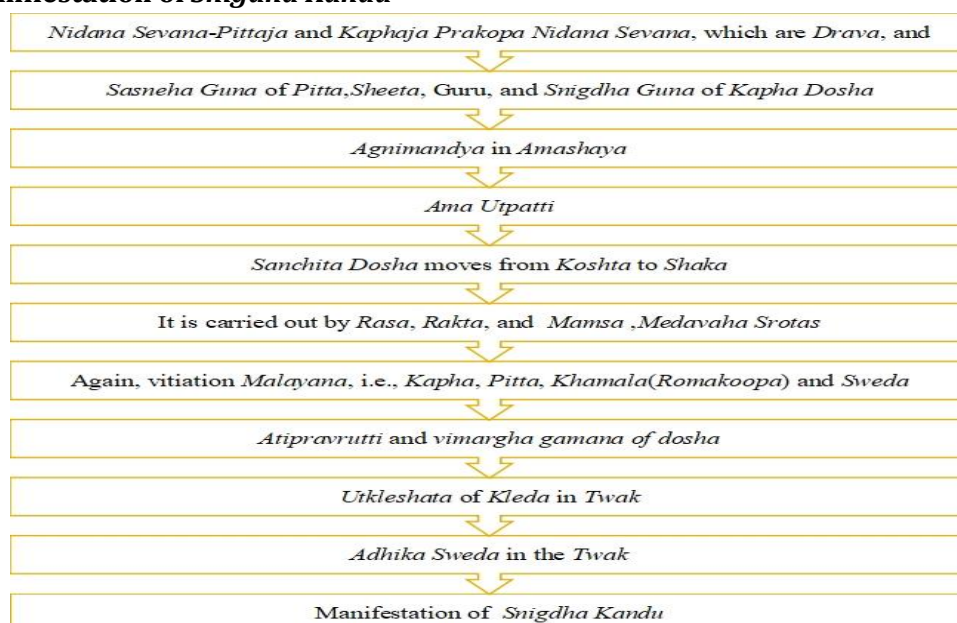 of Snigdha Kandu
Nidana Sevana-Pittaja and Kaphaja Prakopa Nidana Sevana, which are Drava, and
Sasneha Guna of Pitta,Sheeta, Guru, and Snigdha Guna of Kapha Dosha
Agnimandya in Amashaya
Ama Utpatti
Sanchita Dosha moves from Koshta to Shaka
It is carried out by Rasa, Rakta, and Mamsa ,Medavaha Srotas
Again, vitiation Malayana, i.e., Kapha, Pitta, Khamala(Romakoopa) and Sweda
Atipravrutti and vimargha gamana of dosha
Utkleshata of Kleda in Twak
Adhika Sweda in the Twak
Manifestation of Snigdha Kandu